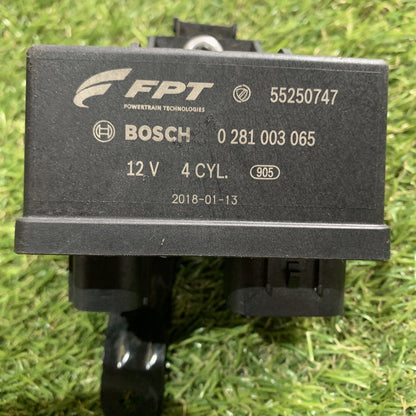 FPT
POWERTRAIN TECHNOLOGIES
55250747
BOSCH 0 281 003 065
12 V 4 CYL. 905
2018-01-13